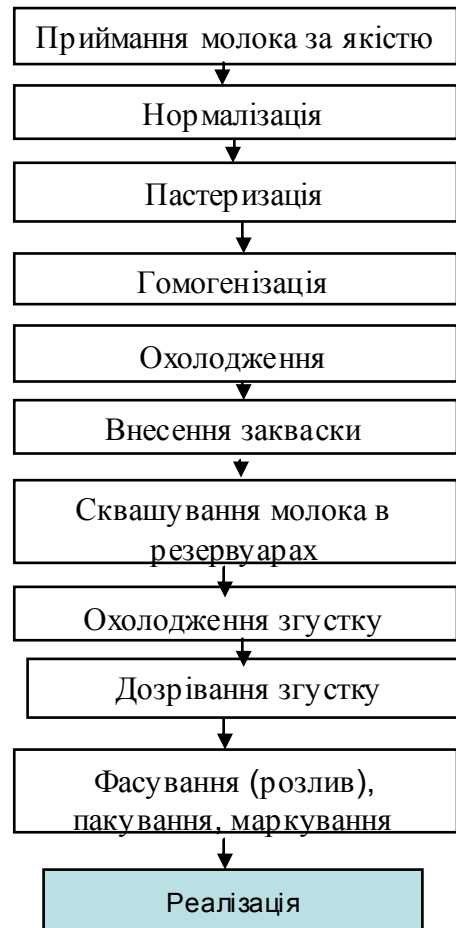 Приймання молока за якістю
Нормалізація
Пастеризація
Гомогенізація
Охолодження
Внесення закваски
Сквашування молока в
резервуарах
Охолодження згустку
Дозрівання згустку
Фасування (розлив),
пакування, маркування
Реалізація